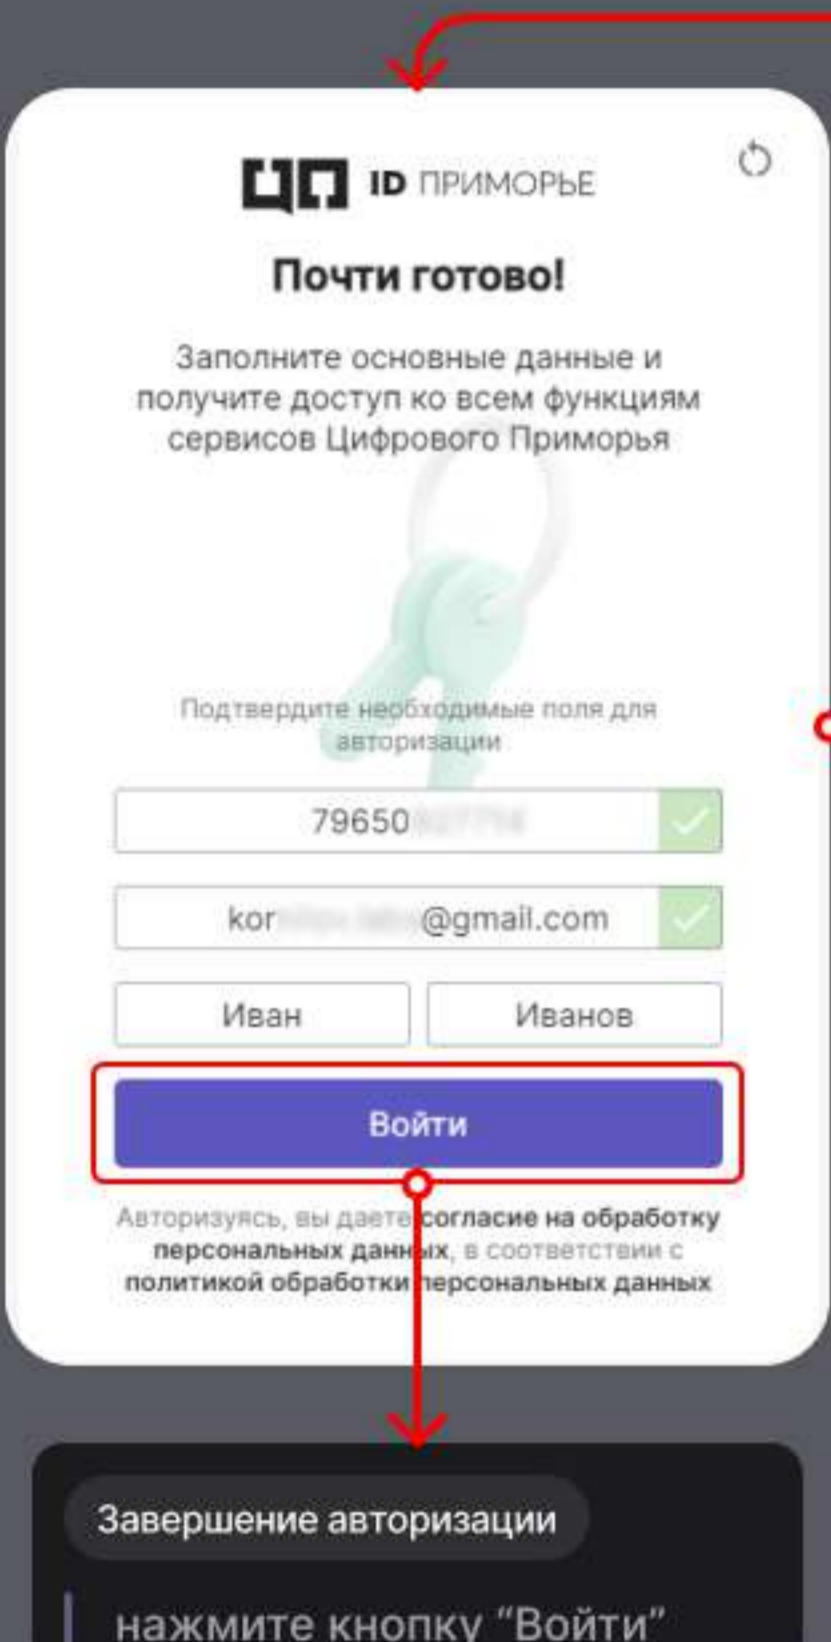 ЦП ID ПРИМОРЬЕ
Почти готово!
Заполните основные данные и
получите доступ ко всем функциям
сервисов Цифрового Приморья
Подтвердите необходимые поля для
авторизации
79650
kor @gmail.com
Иван Иванов
Войти
Авторизуясь, вы даете согласие на обработку
персональных данных, в соответствии с
политикой обработки персональных данных
Завершение авторизации
нажмите кнопку “Войти”